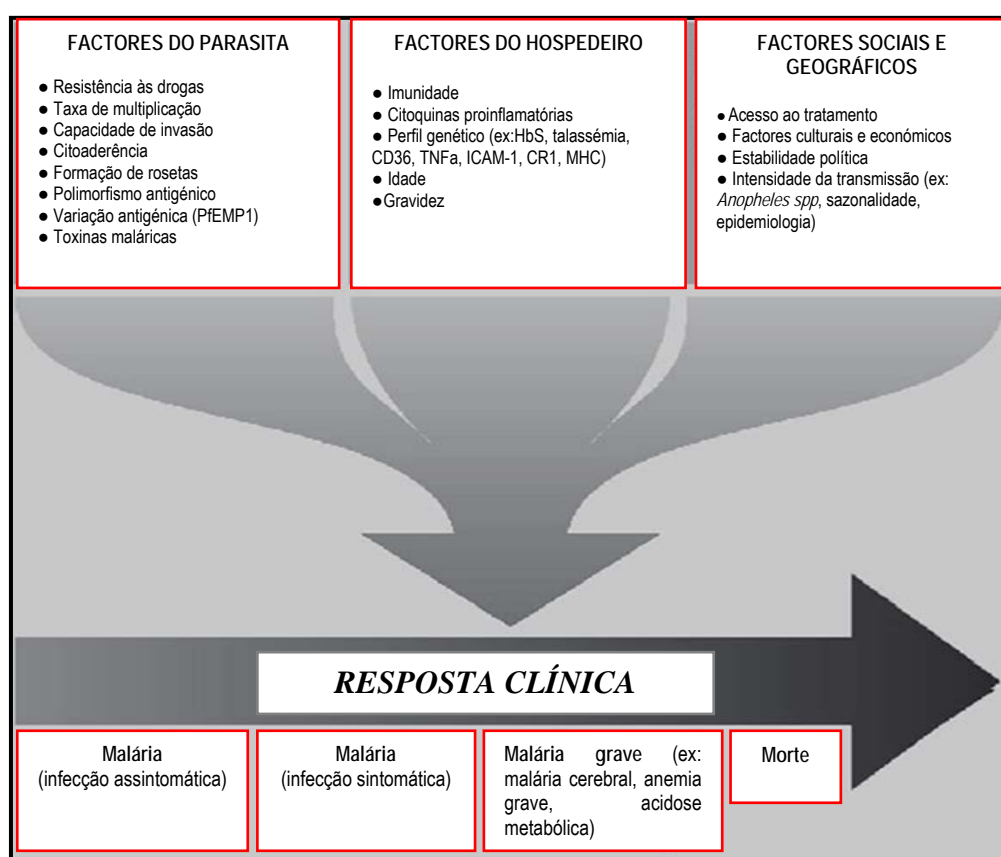 FACTORES DO PARASITA
● Resistência às drogas
● Taxa de multiplicação
● Capacidade de invasão
● Citoaderência
● Formação de rosetas
● Polimorfismo antigénico
● Variação antigénica (PfEMP1)
● Toxinas maláricas
FACTORES DO HOSPEDEIRO
● Imunidade
● Citoquinas proinflamatórias
● Perfil genético (ex:HbS, talassémia,
CD36, TNFa, ICAM-1, CR1, MHC)
● Idade
●Gravidez
FACTORES SOCIAIS E
GEOGRÁFICOS
●Acesso ao tratamento
● Factores culturais e económicos
● Estabilidade política
● Intensidade da transmissão (ex:
Anopheles spp, sazonalidade,
epidemiologia)
RESPOSTA CLÍNICA
Malária
(infecção assintomática)
Malária
(infecção sintomática)
Malária grave (ex:
malária cerebral, anemia
grave, acidose
metabólica)
Morte